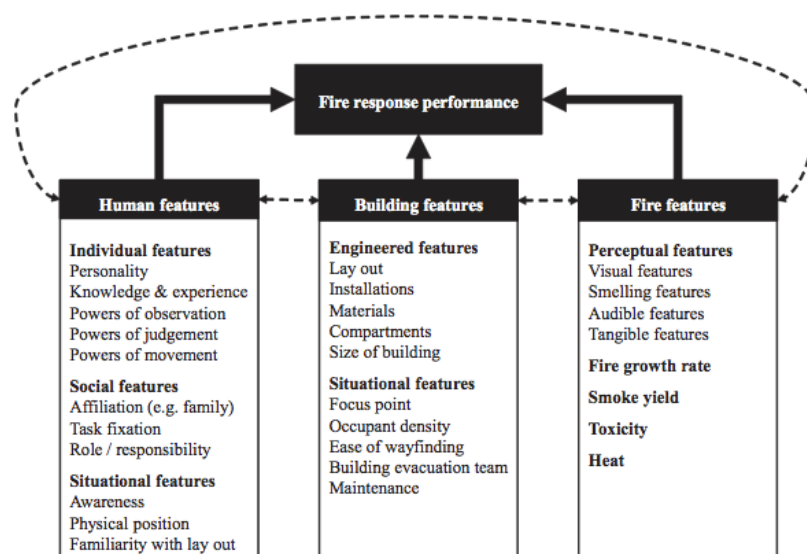 Fire response performance
Human features
Individual features
Personality
Knowledge & experience
Powers of observation
Powers of judgement
Powers of movement
Social features
Affiliation (e.g. family)
Task fixation
Role / responsibility
Situational features
Awareness
Physical position
Familiarity with lay out
Building features
Engineered features
Lay out
Installations
Materials
Compartments
Size of building
Situational features
Focus point
Occupant density
Ease of wayfinding
Building evacuation team
Maintenance
Fire features
Perceptual features
Visual features
Smelling features
Audible features
Tangible features
Fire growth rate
Smoke yield
Toxicity
Heat